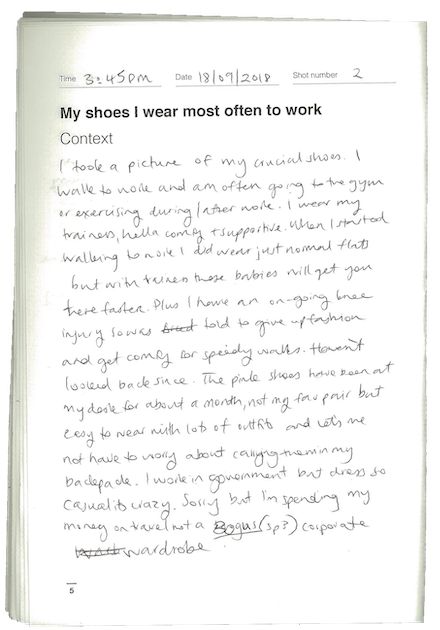 Time 3:45pm Date 18/09/2018 Shot number 2
My shoes I wear most often to work
Context
I took a picture of my crucial shoes. I
walk to work and am often going to the gym
or exercising during/after work. I wear my
trainers, hella comfy + supportive. When I started
walking to work I did wear just normal flats
but with trainers these babies will get you
there faster. Plus I have an on-going knee
injury so was told to give up fashion
and get comfy for speedy walks. Haven't
looked back since. The pink shoes have been at
my desk for about a month, not my fav pair but
easy to wear with lots of outfits and lets me
not have to worry about carrying them in my
backpack. I work in government but dress so
casual its crazy. Sorry but I'm spending my
money on travel not a Bogus (sp?) corporate
wardrobe.
5